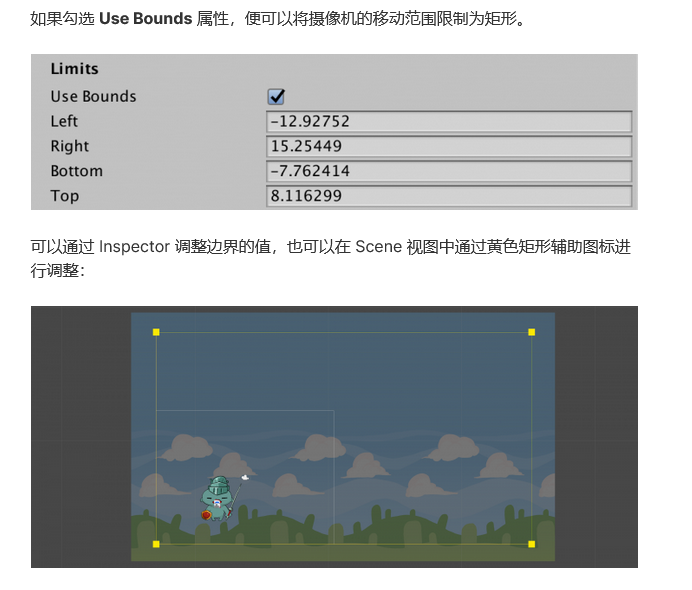 如果勾选 Use Bounds 属性，便可以将摄像机的移动范围限制为矩形。
Limits
Use Bounds
Left -12.92752
Right 15.25449
Bottom -7.762414
Top 8.116299
可以通过 Inspector 调整边界的值，也可以在 Scene 视图中通过黄色矩形辅助图标进
行调整：